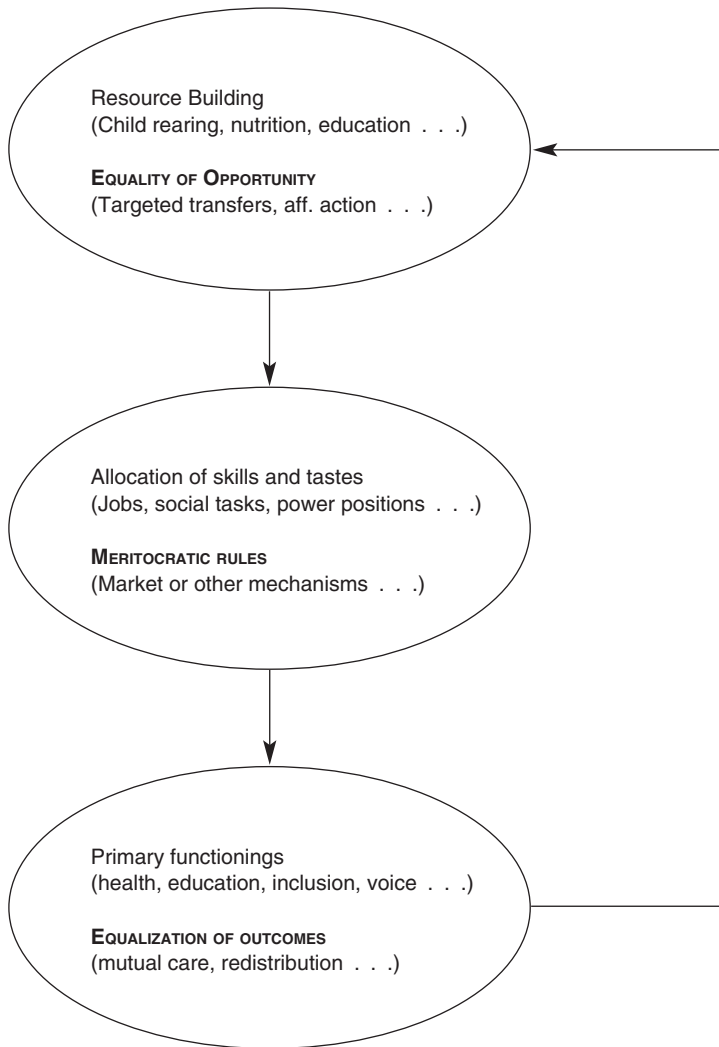 Resource Building
(Child rearing, nutrition, education . . .)
EQUALITY OF OPPORTUNITY
(Targeted transfers, aff. action . . .)
Allocation of skills and tastes
(Jobs, social tasks, power positions . . .)
MERITOCRATIC RULES
(Market or other mechanisms . . .)
Primary functionings
(health, education, inclusion, voice . . .)
EQUALIZATION OF OUTCOMES
(mutual care, redistribution . . .)